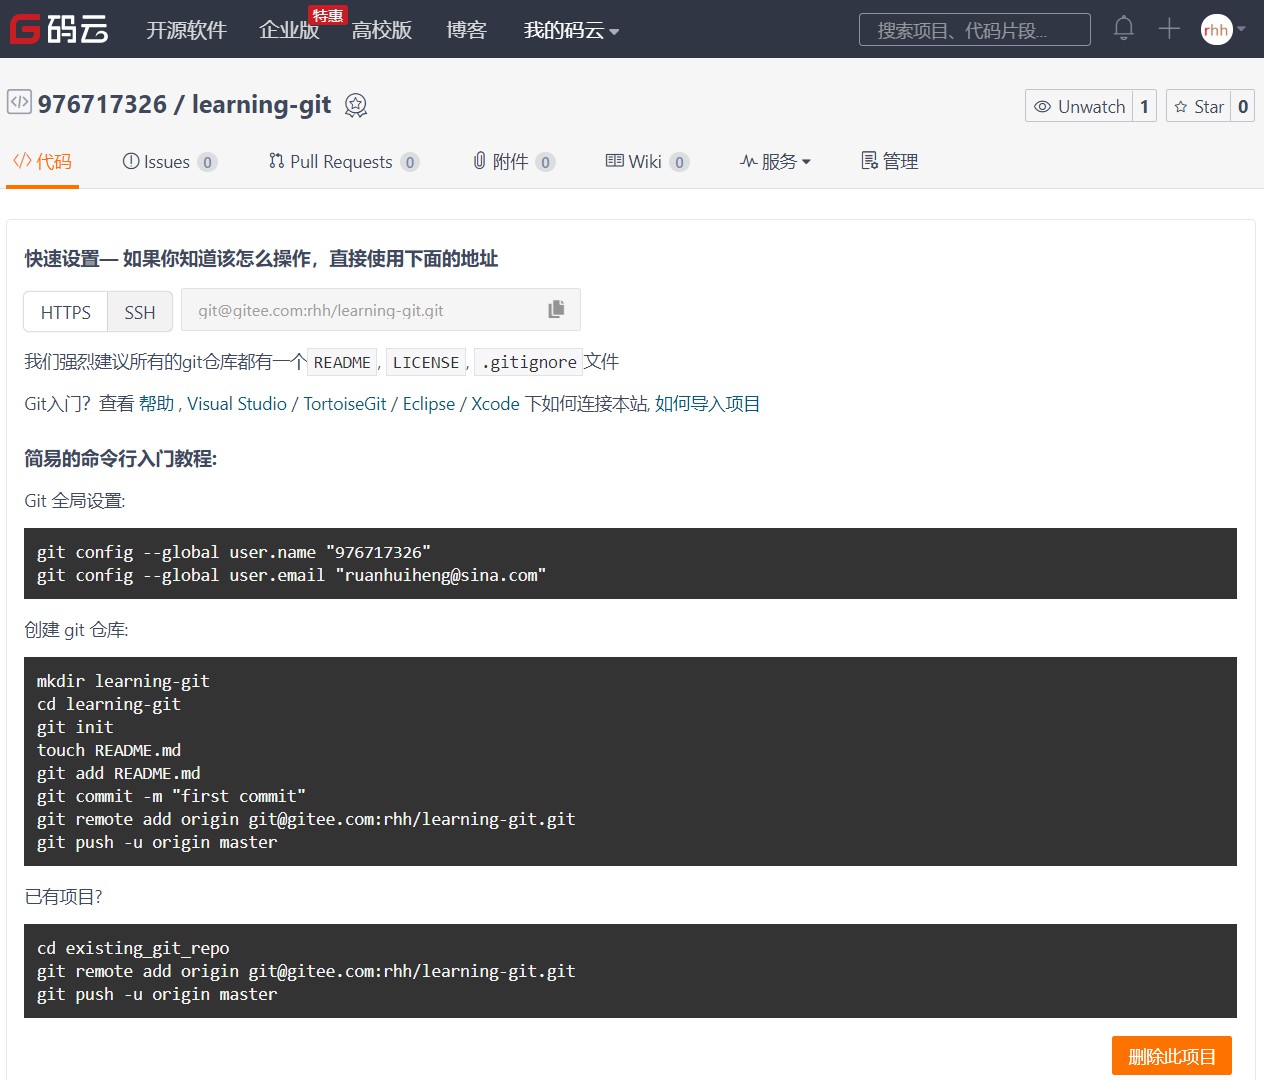 G码云 开源软件 企业版 特惠 高校版 博客 我的码云 搜索项目、代码片段... rhh
976717326 / learning-git Unwatch 1 Star 0
代码 Issues 0 Pull Requests 0 附件 0 Wiki 0 服务 管理
快速设置— 如果你知道该怎么操作，直接使用下面的地址
HTTPS SSH git@gitee.com:rhh/learning-git.git
我们强烈建议所有的git仓库都有一个 README , LICENSE , .gitignore 文件
Git入门？查看 帮助 , Visual Studio / TortoiseGit / Eclipse / Xcode 下如何连接本站, 如何导入项目
简易的命令行入门教程:
Git 全局设置:
git config --global user.name "976717326"
git config --global user.email "ruanhuiheng@sina.com"
创建 git 仓库:
mkdir learning-git
cd learning-git
git init
touch README.md
git add README.md
git commit -m "first commit"
git remote add origin git@gitee.com:rhh/learning-git.git
git push -u origin master
已有项目?
cd existing_git_repo
git remote add origin git@gitee.com:rhh/learning-git.git
git push -u origin master
删除此项目